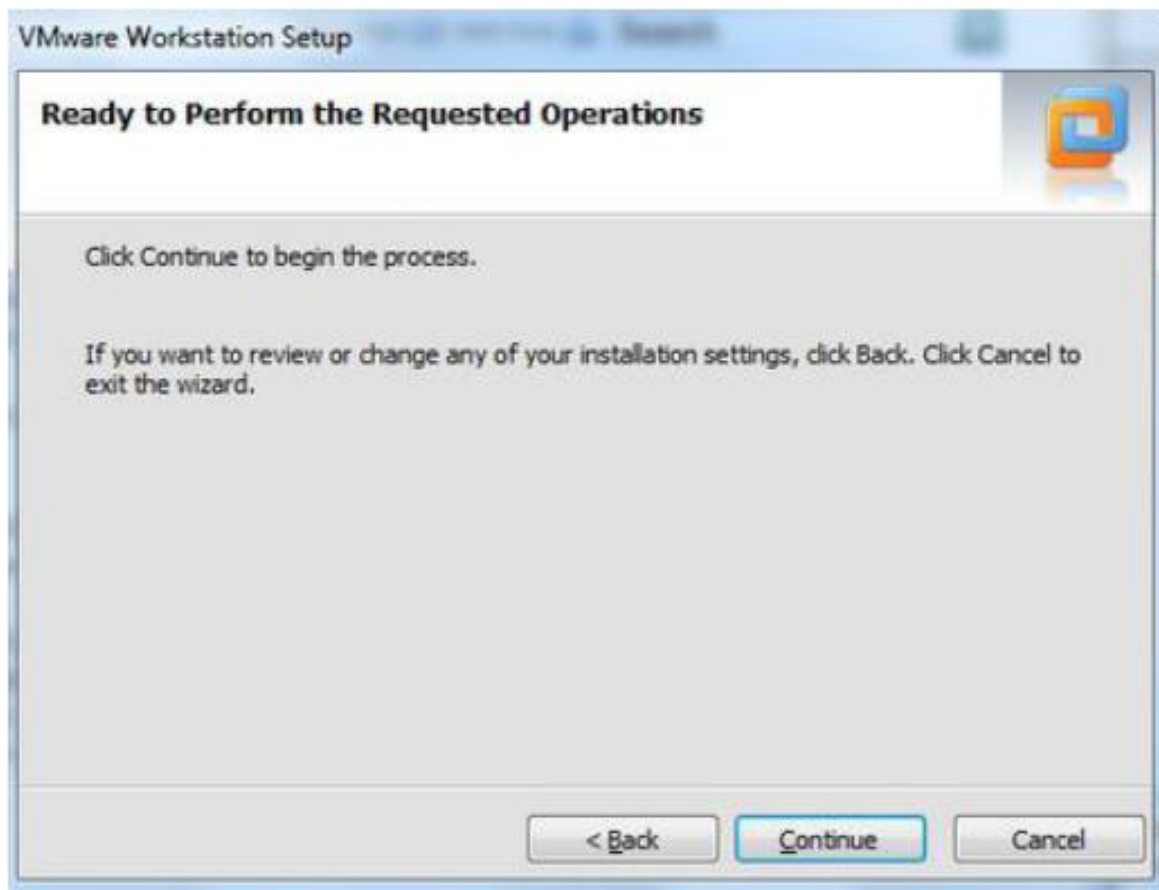 VMware Workstation Setup
Search
Ready to Perform the Requested Operations
Click Continue to begin the process.
If you want to review or change any of your installation settings, click Back. Click Cancel to
exit the wizard.
< Back
Continue
Cancel